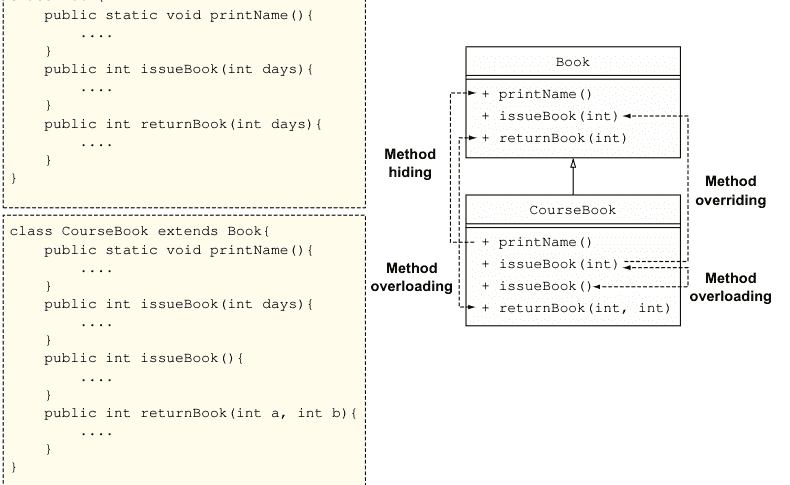 public static void printName(){
....
}
public int issueBook(int days){
....
}
public int returnBook(int days){
....
}
}
class CourseBook extends Book{
public static void printName(){
....
}
public int issueBook(int days){
....
}
public int issueBook(){
....
}
public int returnBook(int a, int b){
....
}
}
Book
+ printName()
+ issueBook(int)
+ returnBook(int)
Method
hiding
Method
overriding
CourseBook
+ printName()
+ issueBook(int)
+ issueBook()
+ returnBook(int, int)
Method
overloading
Method
overloading